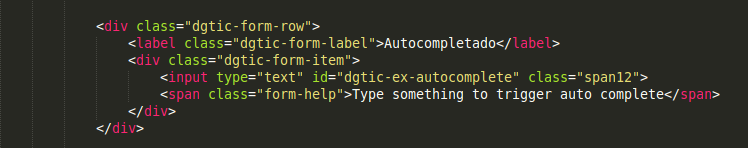 <div class="dgtic-form-row">
<label class="dgtic-form-label">Autocompletado</label>
<div class="dgtic-form-item">
<input type="text" id="dgtic-ex-autocomplete" class="span12">
<span class="form-help">Type something to trigger auto complete</span>
</div>
</div>